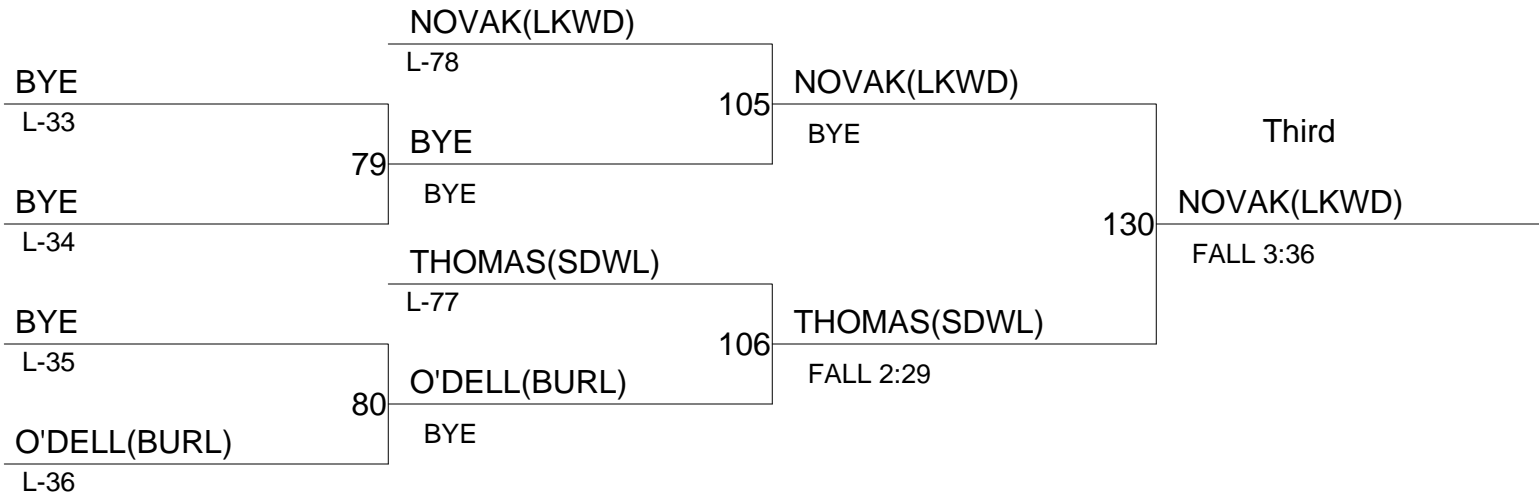 NOVAK(LKWD)
L-78
BYE
L-33
105
NOVAK(LKWD)
BYE
Third
79
BYE
BYE
BYE
L-34
130
NOVAK(LKWD)
FALL 3:36
THOMAS(SDWL)
L-77
BYE
L-35
106
THOMAS(SDWL)
FALL 2:29
80
O'DELL(BURL)
BYE
O'DELL(BURL)
L-36